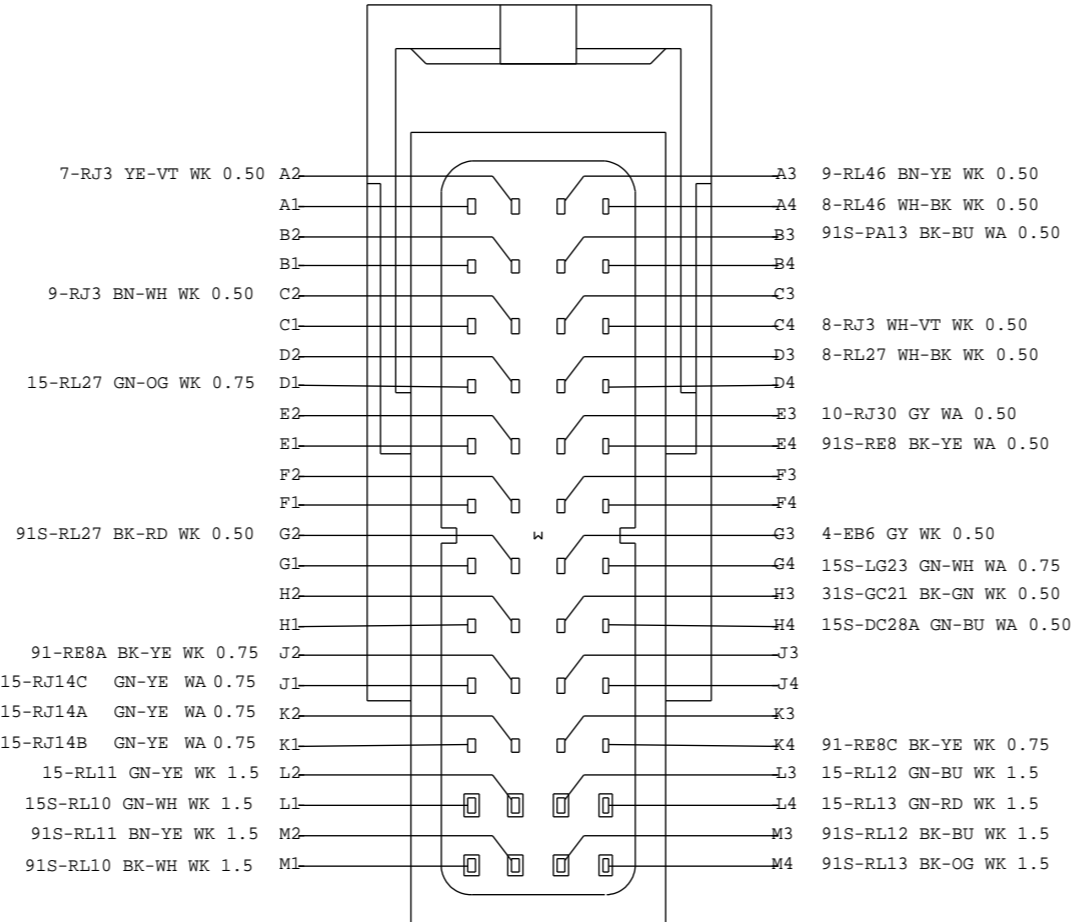 7-RJ3 YE-VT WK 0.50 A2 A3 9-RL46 BN-YE WK 0.50
A1 A4 8-RL46 WH-BK WK 0.50
B2 B3 91S-PA13 BK-BU WA 0.50
B1 B4
9-RJ3 BN-WH WK 0.50 C2 C3
C1 C4 8-RJ3 WH-VT WK 0.50
D2 D3 8-RL27 WH-BK WK 0.50
15-RL27 GN-OG WK 0.75 D1 D4
E2 E3 10-RJ30 GY WA 0.50
E1 E4 91S-RE8 BK-YE WA 0.50
F2 F3
F1 F4
91S-RL27 BK-RD WK 0.50 G2 W G3 4-EB6 GY WK 0.50
G1 G4 15S-LG23 GN-WH WA 0.75
H2 H3 31S-GC21 BK-GN WK 0.50
H1 H4 15S-DC28A GN-BU WA 0.50
91-RE8A BK-YE WK 0.75 J2 J3
15-RJ14C GN-YE WA 0.75 J1 J4
15-RJ14A GN-YE WA 0.75 K2 K3
15-RJ14B GN-YE WA 0.75 K1 K4 91-RE8C BK-YE WK 0.75
15-RL11 GN-YE WK 1.5 L2 L3 15-RL12 GN-BU WK 1.5
15S-RL10 GN-WH WK 1.5 L1 L4 15-RL13 GN-RD WK 1.5
91S-RL11 BN-YE WK 1.5 M2 M3 91S-RL12 BK-BU WK 1.5
91S-RL10 BK-WH WK 1.5 M1 M4 91S-RL13 BK-OG WK 1.5